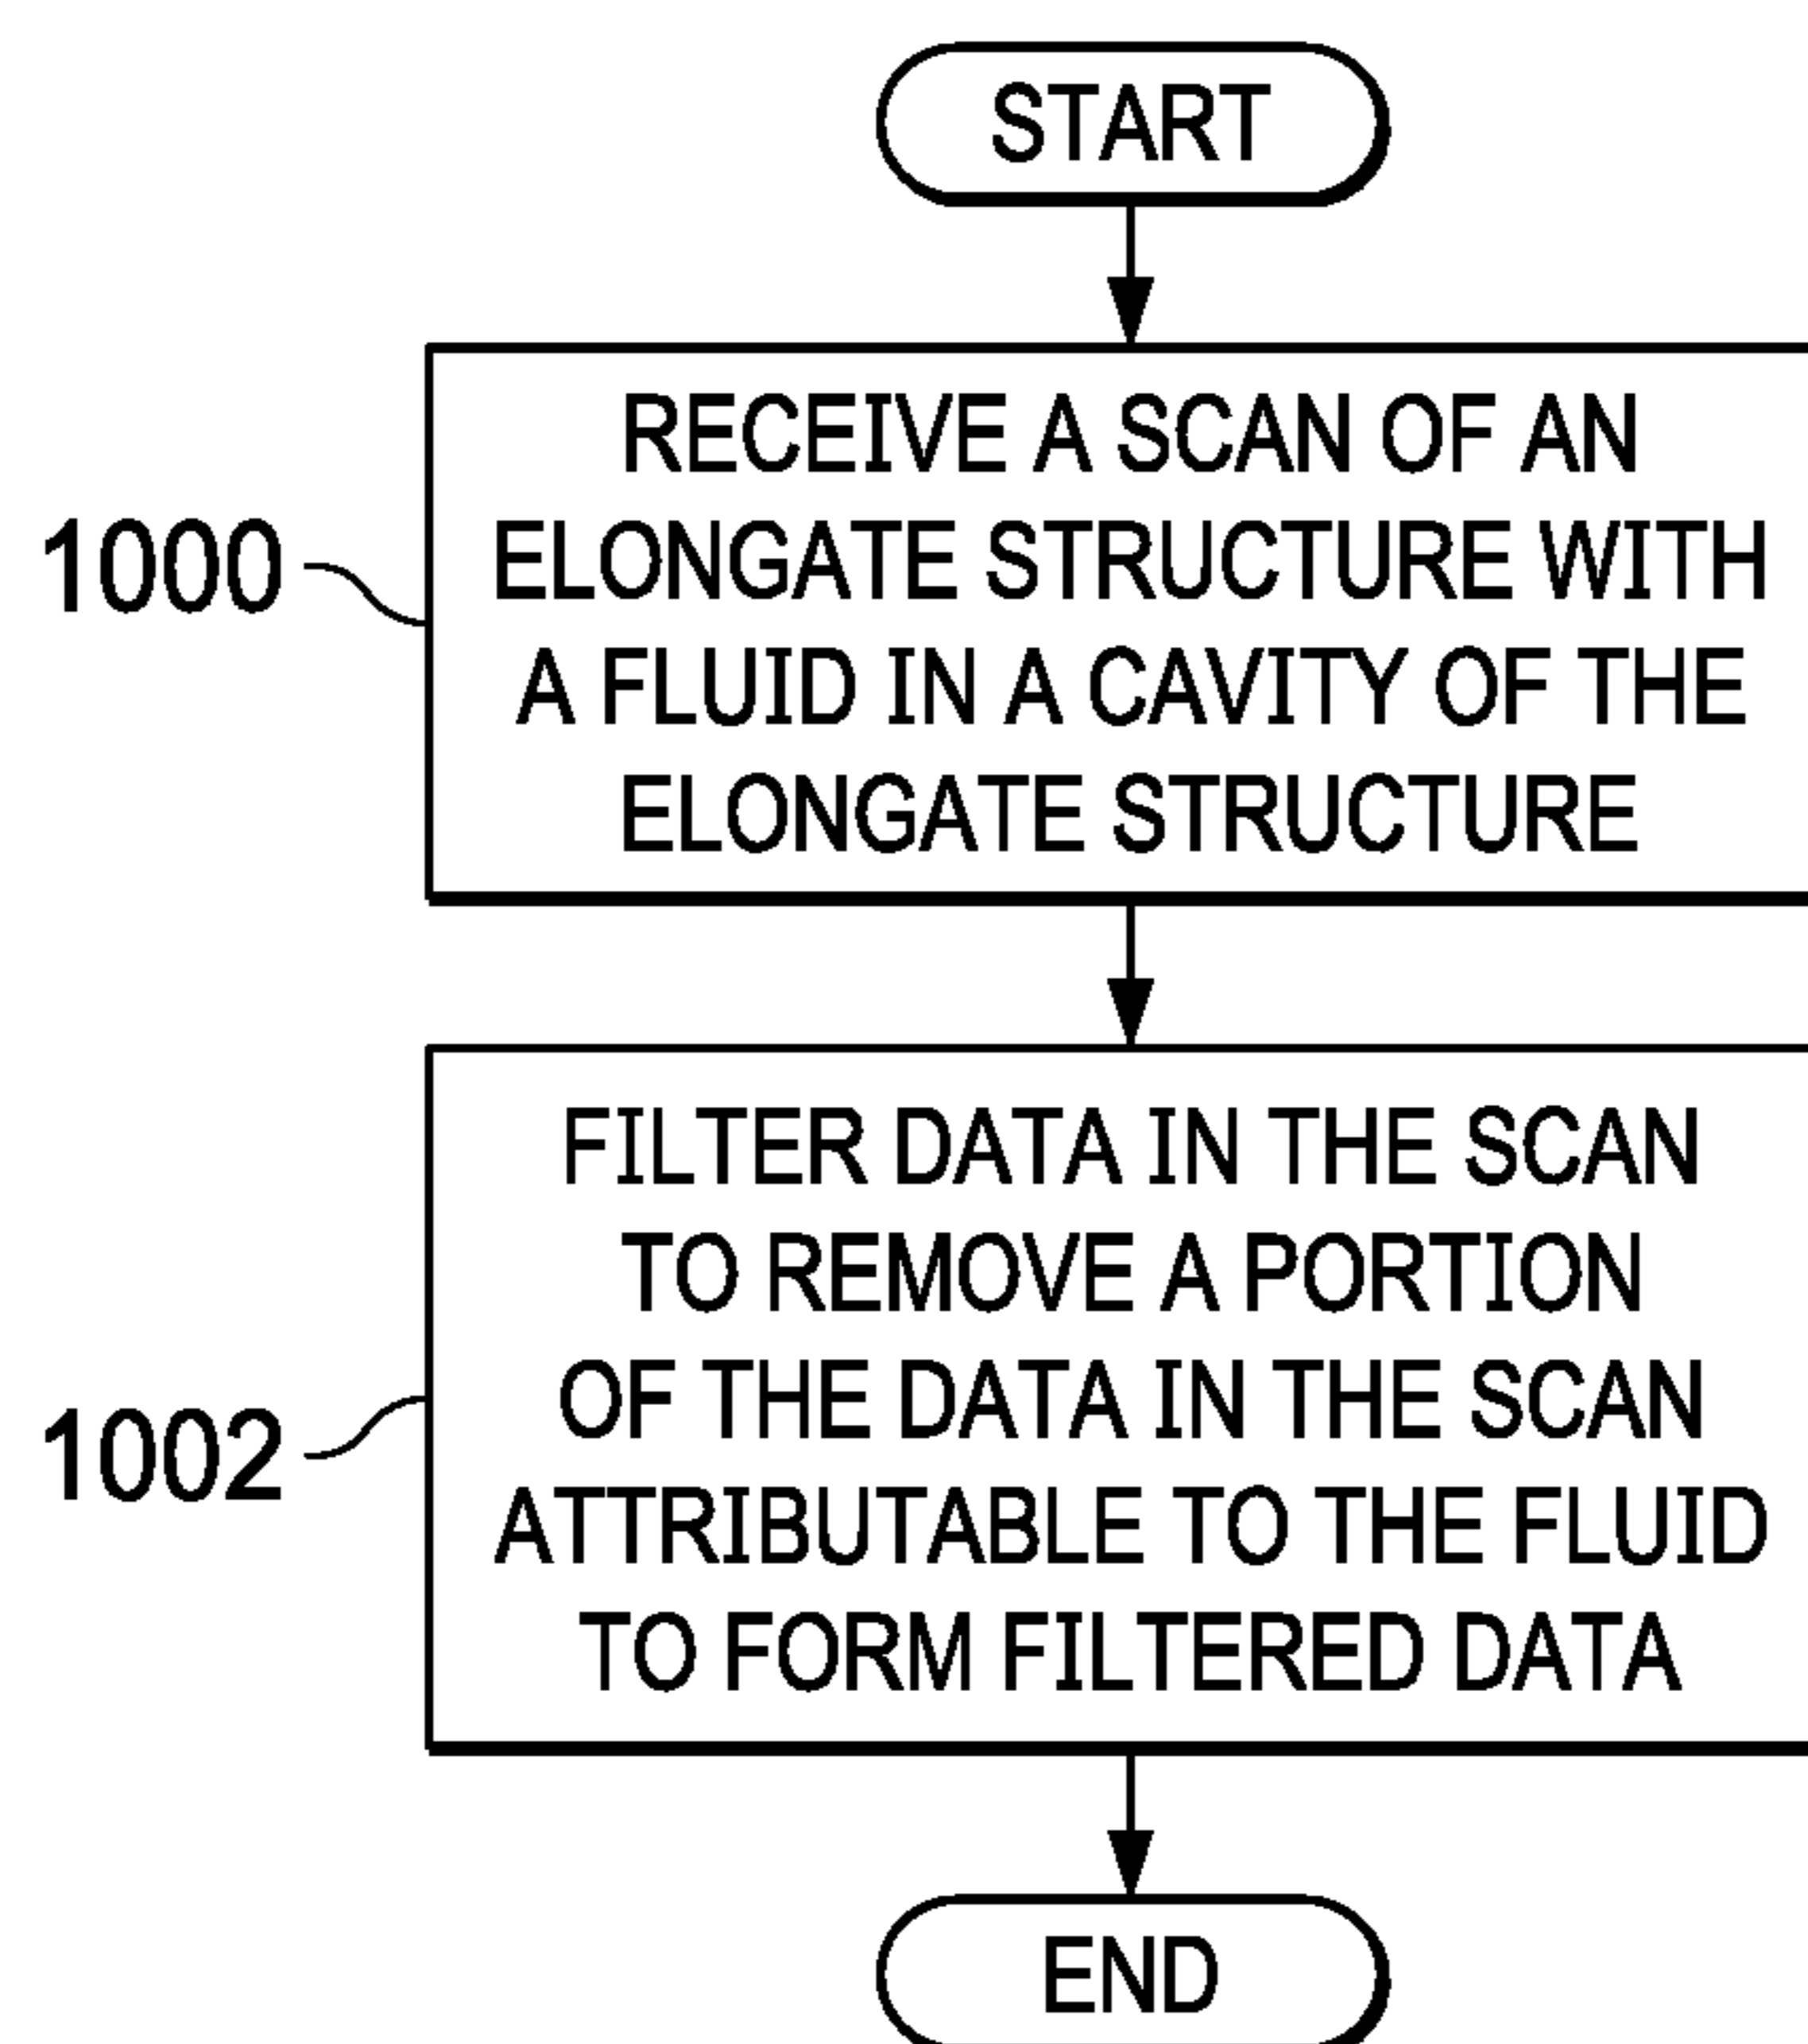 START
RECEIVE A SCAN OF AN
ELONGATE STRUCTURE WITH
A FLUID IN A CAVITY OF THE
ELONGATE STRUCTURE
1000
FILTER DATA IN THE SCAN
TO REMOVE A PORTION
OF THE DATA IN THE SCAN
ATTRIBUTABLE TO THE FLUID
TO FORM FILTERED DATA
1002
END